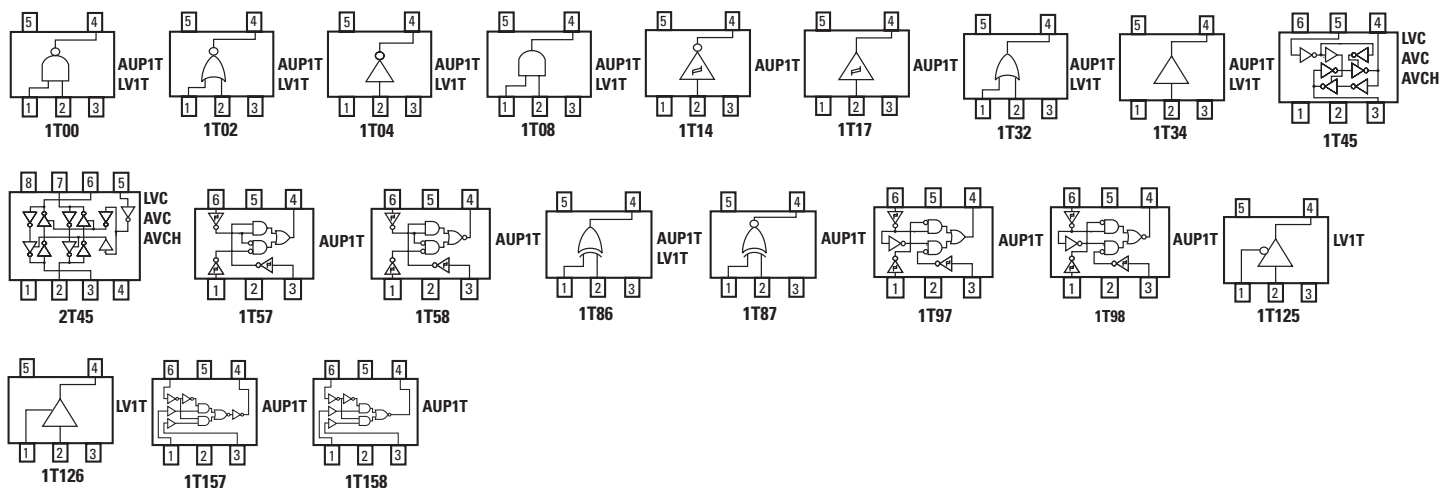 5 4 5 4 5 4 5 4 5 4 5 4 5 4 5 4 6 5 4
AUP1T LV1T AUP1T LV1T AUP1T LV1T AUP1T LV1T AUP1T AUP1T AUP1T LV1T AUP1T LV1T LVC AVC AVCH
1 2 3 1 2 3 1 2 3 1 2 3 1 2 3 1 2 3 1 2 3 1 2 3 1 2 3
1T00 1T02 1T04 1T08 1T14 1T17 1T32 1T34 1T45
8 7 6 5 6 5 4 6 5 4 5 4 5 4 6 5 4 6 5 4 5 4
LVC AVC AVCH AUP1T AUP1T AUP1T LV1T AUP1T AUP1T AUP1T LV1T
1 2 3 4 1 2 3 1 2 3 1 2 3 1 2 3 1 2 3 1 2 3 1 2 3
2T45 1T57 1T58 1T86 1T87 1T97 1T98 1T125
5 4 6 5 4 6 5 4
LV1T AUP1T AUP1T
1 2 3 1 2 3 1 2 3
1T126 1T157 1T158